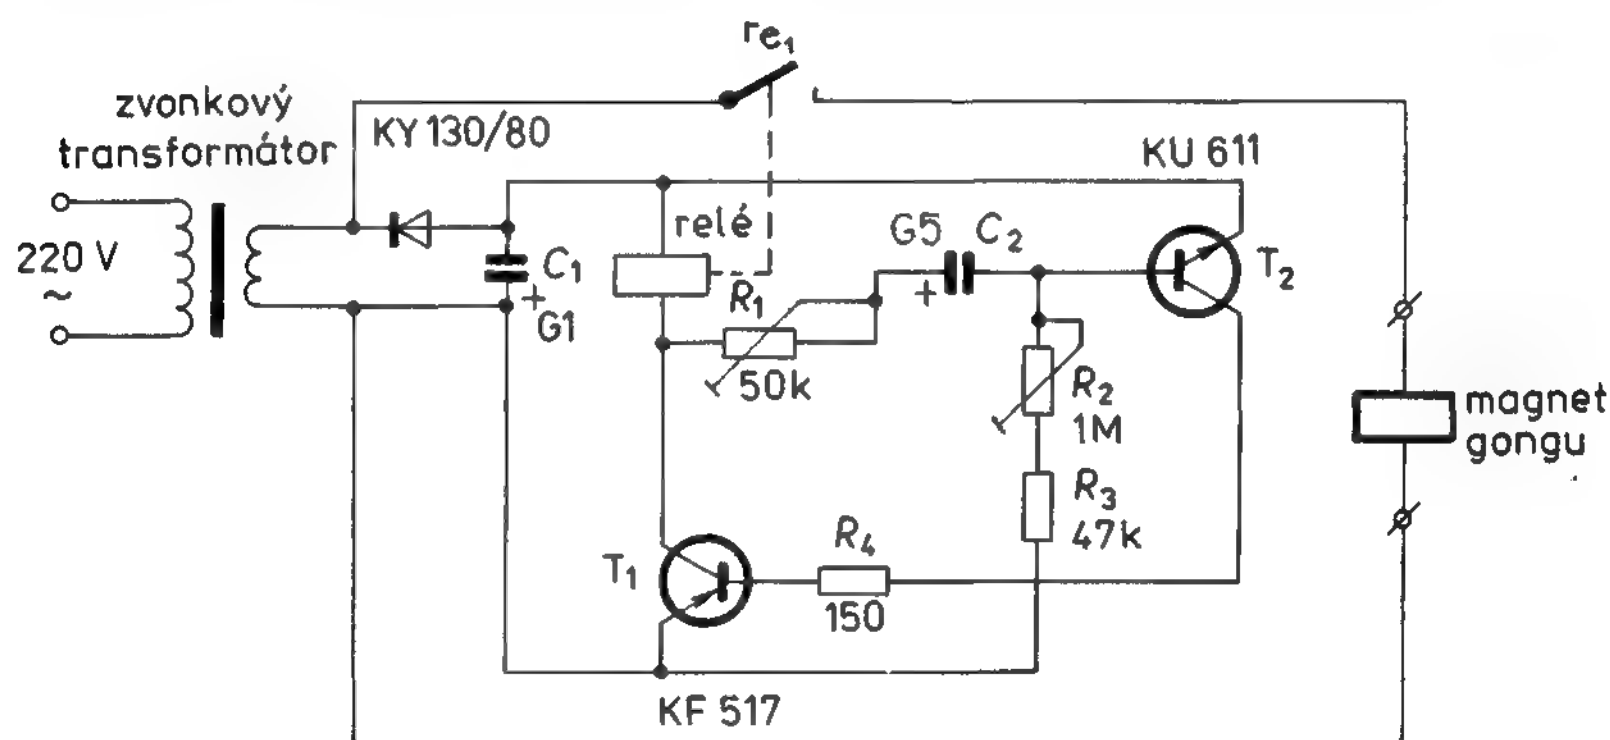 re₁
zvonkový
transformátor
KY 130/80
KU 611
220 V
~
relé
C₁
+
G1
R₁
50k
G5
C₂
+
T₂
R₂
1M
R₃
47k
magnet
gongu
T₁
R₄
150
KF 517